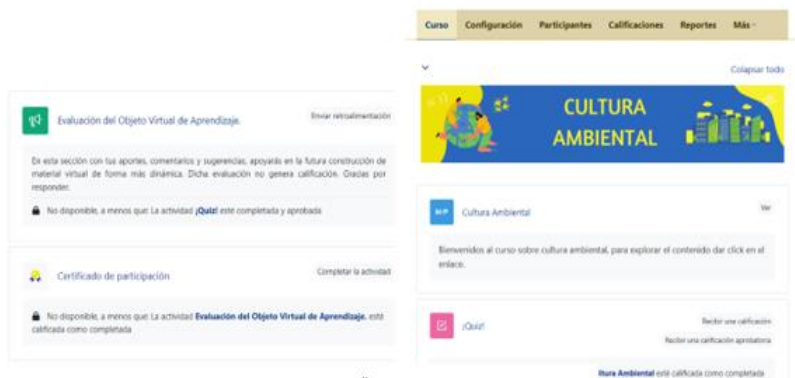 Evaluación del Objeto Virtual de Aprendizaje.
Enviar retroalimentación
En esta sección con tus aportes, comentarios y sugerencias, apoyarás en la futura construcción de
material virtual de forma más dinámica. Dicha evaluación no genera calificación. Gracias por
responder.
No disponible, a menos que: La actividad ¡Quiz! esté completada y aprobada
Certificado de participación
Completar la actividad
No disponible, a menos que: La actividad Evaluación del Objeto Virtual de Aprendizaje. esté
calificada como completada
Curso Configuración Participantes Calificaciones Reportes Más
Colapsar todo
CULTURA
AMBIENTAL
Cultura Ambiental
Ver
Bienvenidos al curso sobre cultura ambiental, para explorar el contenido dar click en el
enlace.
¡Quiz!
Recibir una calificación
Recibir una calificación aprobatoria
ltura Ambiental esté calificada como completada